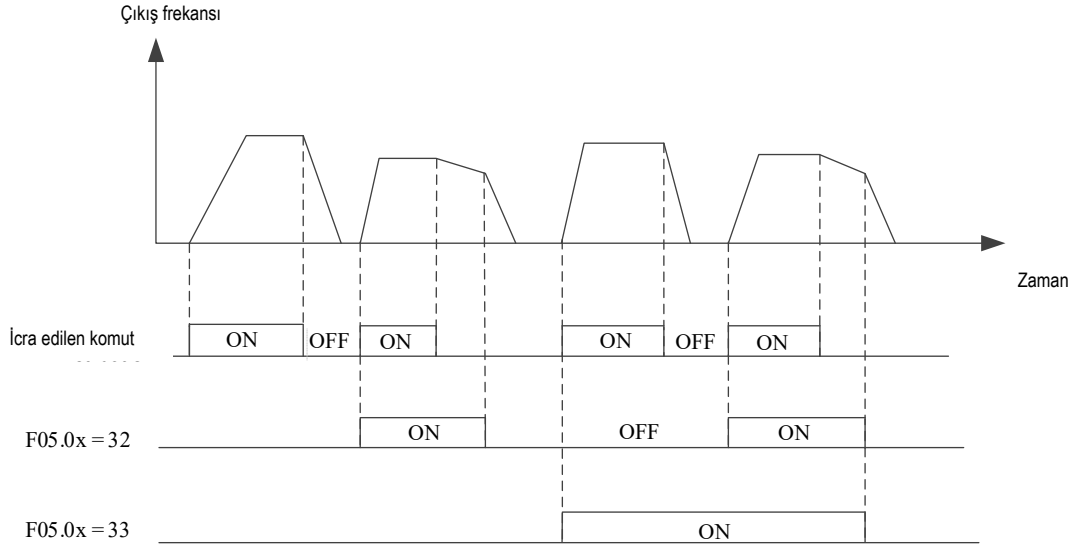 Çıkış frekansı
Zaman
İcra edilen komut ON OFF ON ON OFF ON
F05.0x = 32 ON OFF ON
F05.0x = 33 ON